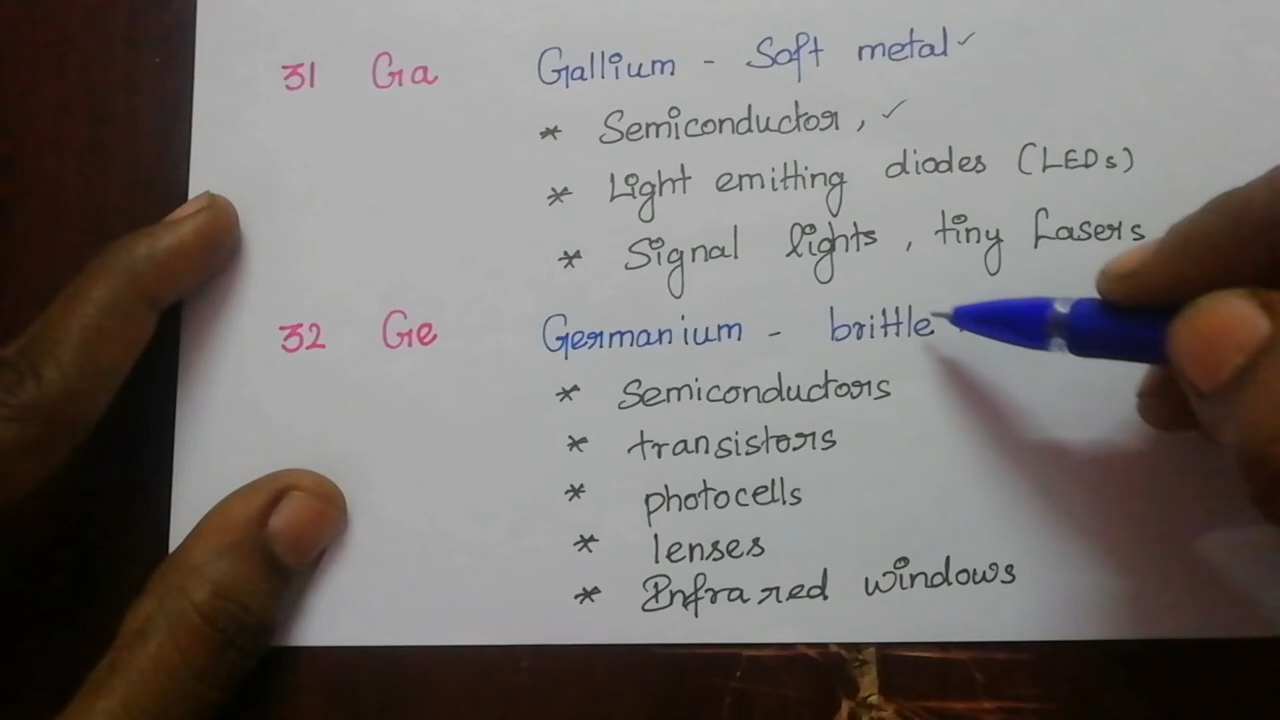 31 Ga Gallium - Soft metal ✓
* Semiconductor, ✓
* Light emitting diodes (LEDs)
* Signal lights, tiny Lasers
32 Ge Germanium - brittle
* Semiconductors
* transistors
* photocells
* lenses
* Infrared windows